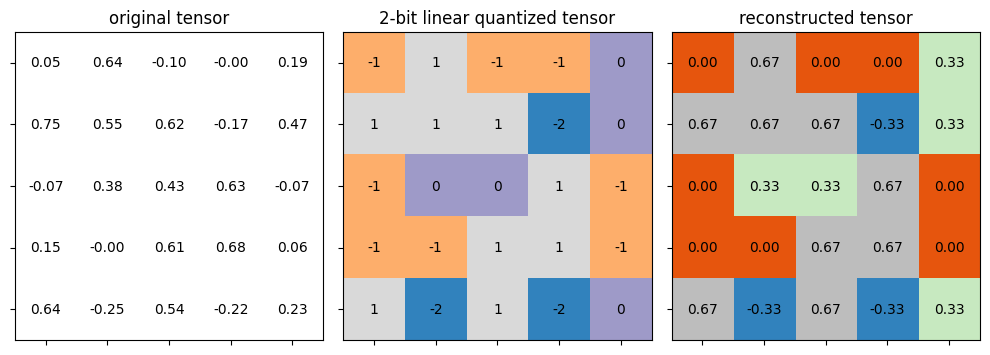 original tensor 2-bit linear quantized tensor reconstructed tensor
0.05 0.64 -0.10 -0.00 0.19 -1 1 -1 -1 0 0.00 0.67 0.00 0.00 0.33
0.75 0.55 0.62 -0.17 0.47 1 1 1 -2 0 0.67 0.67 0.67 -0.33 0.33
-0.07 0.38 0.43 0.63 -0.07 -1 0 0 1 -1 0.00 0.33 0.33 0.67 0.00
0.15 -0.00 0.61 0.68 0.06 -1 -1 1 1 -1 0.00 0.00 0.67 0.67 0.00
0.64 -0.25 0.54 -0.22 0.23 1 -2 1 -2 0 0.67 -0.33 0.67 -0.33 0.33